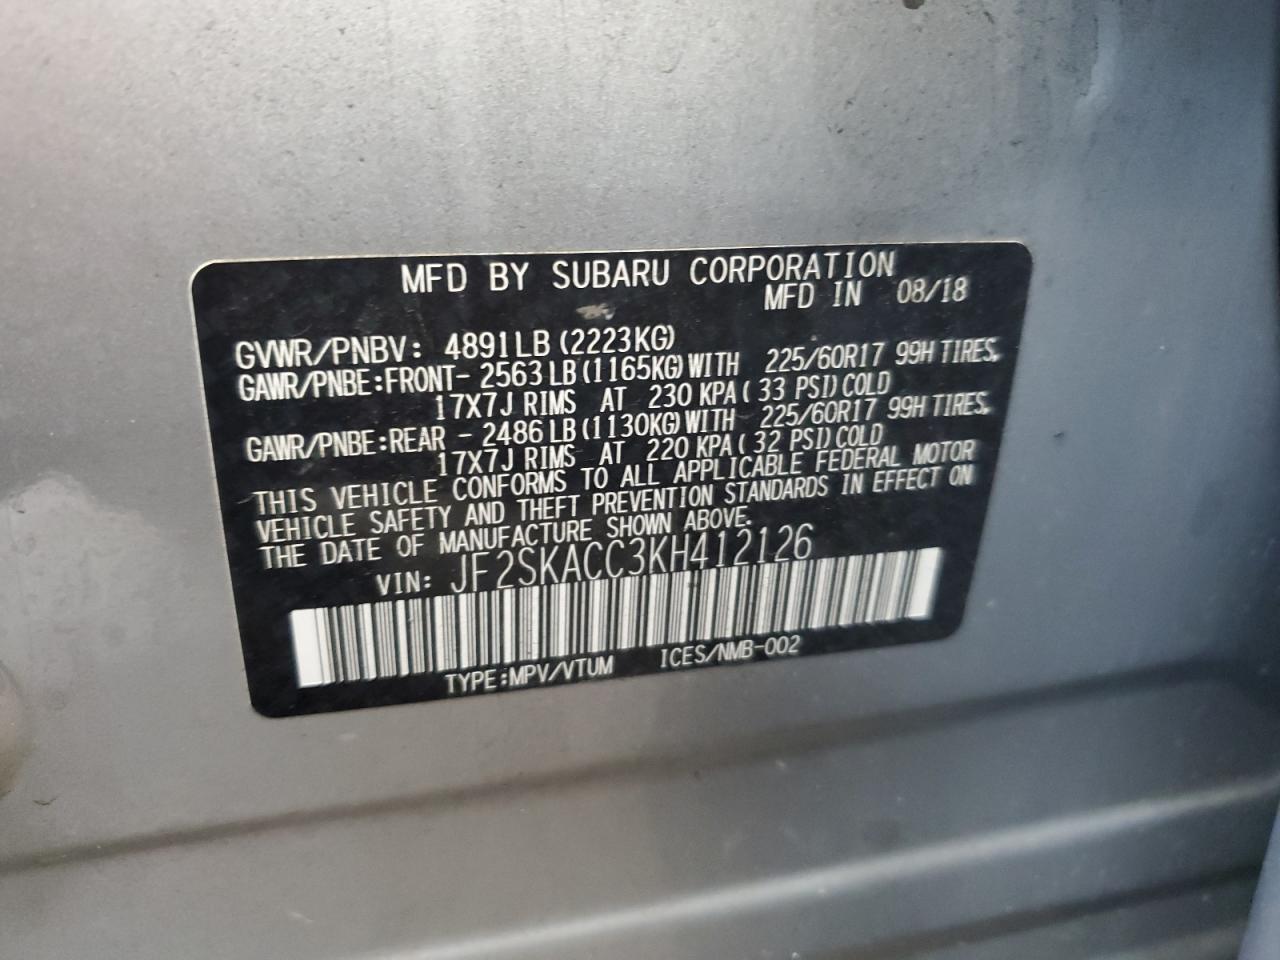 MFD BY SUBARU CORPORATION
MFD IN 08/18
GVWR/PNBV: 4891LB (2223KG)
GAWR/PNBE:FRONT- 2563LB(1165KG)WITH 225/60R17 99H TIRES,
17X7J RIMS AT 230 KPA( 33 PSI)COLD
GAWR/PNBE:REAR - 2486LB(1130KG)WITH 225/60R17 99H TIRES,
17X7J RIMS AT 220 KPA( 32 PSI)COLD
THIS VEHICLE CONFORMS TO ALL APPLICABLE FEDERAL MOTOR
VEHICLE SAFETY AND THEFT PREVENTION STANDARDS IN EFFECT ON
THE DATE OF MANUFACTURE SHOWN ABOVE.
VIN: JF2SKACC3KH412126
TYPE:MPV/VTUM ICES/NMB-002